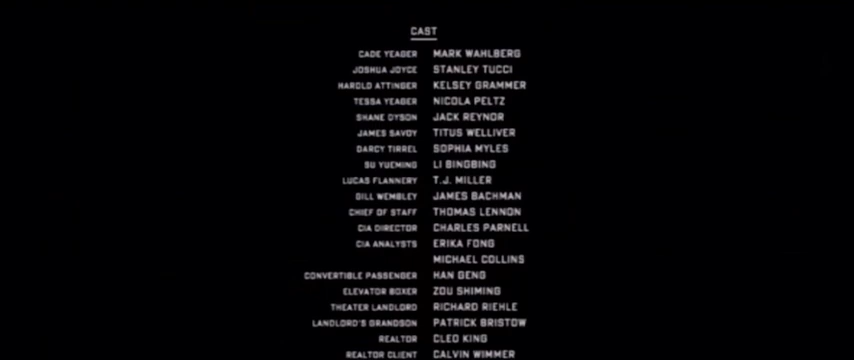 CAST
CADE YEAGER MARK WAHLBERG
JOSHUA JOYCE STANLEY TUCCI
HAROLD ATTINGER KELSEY GRAMMER
TESSA YEAGER NICOLA PELTZ
SHANE DYSON JACK REYNOR
JAMES SAVOY TITUS WELLIVER
DARCY TIRREL SOPHIA MYLES
SU YUEMING LI BINGBING
LUCAS FLANNERY T.J. MILLER
GILL WEMBLEY JAMES BACHMAN
CHIEF OF STAFF THOMAS LENNON
CIA DIRECTOR CHARLES PARNELL
CIA ANALYSTS ERIKA FONG
MICHAEL COLLINS
CONVERTIBLE PASSENGER HAN GENG
ELEVATOR BOXER ZOU SHIMING
THEATER LANDLORD RICHARD RIEHLE
LANDLORD'S GRANDSON PATRICK BRISTOW
REALTOR CLEO KING
REALTOR CLIENT CALVIN WIMMER